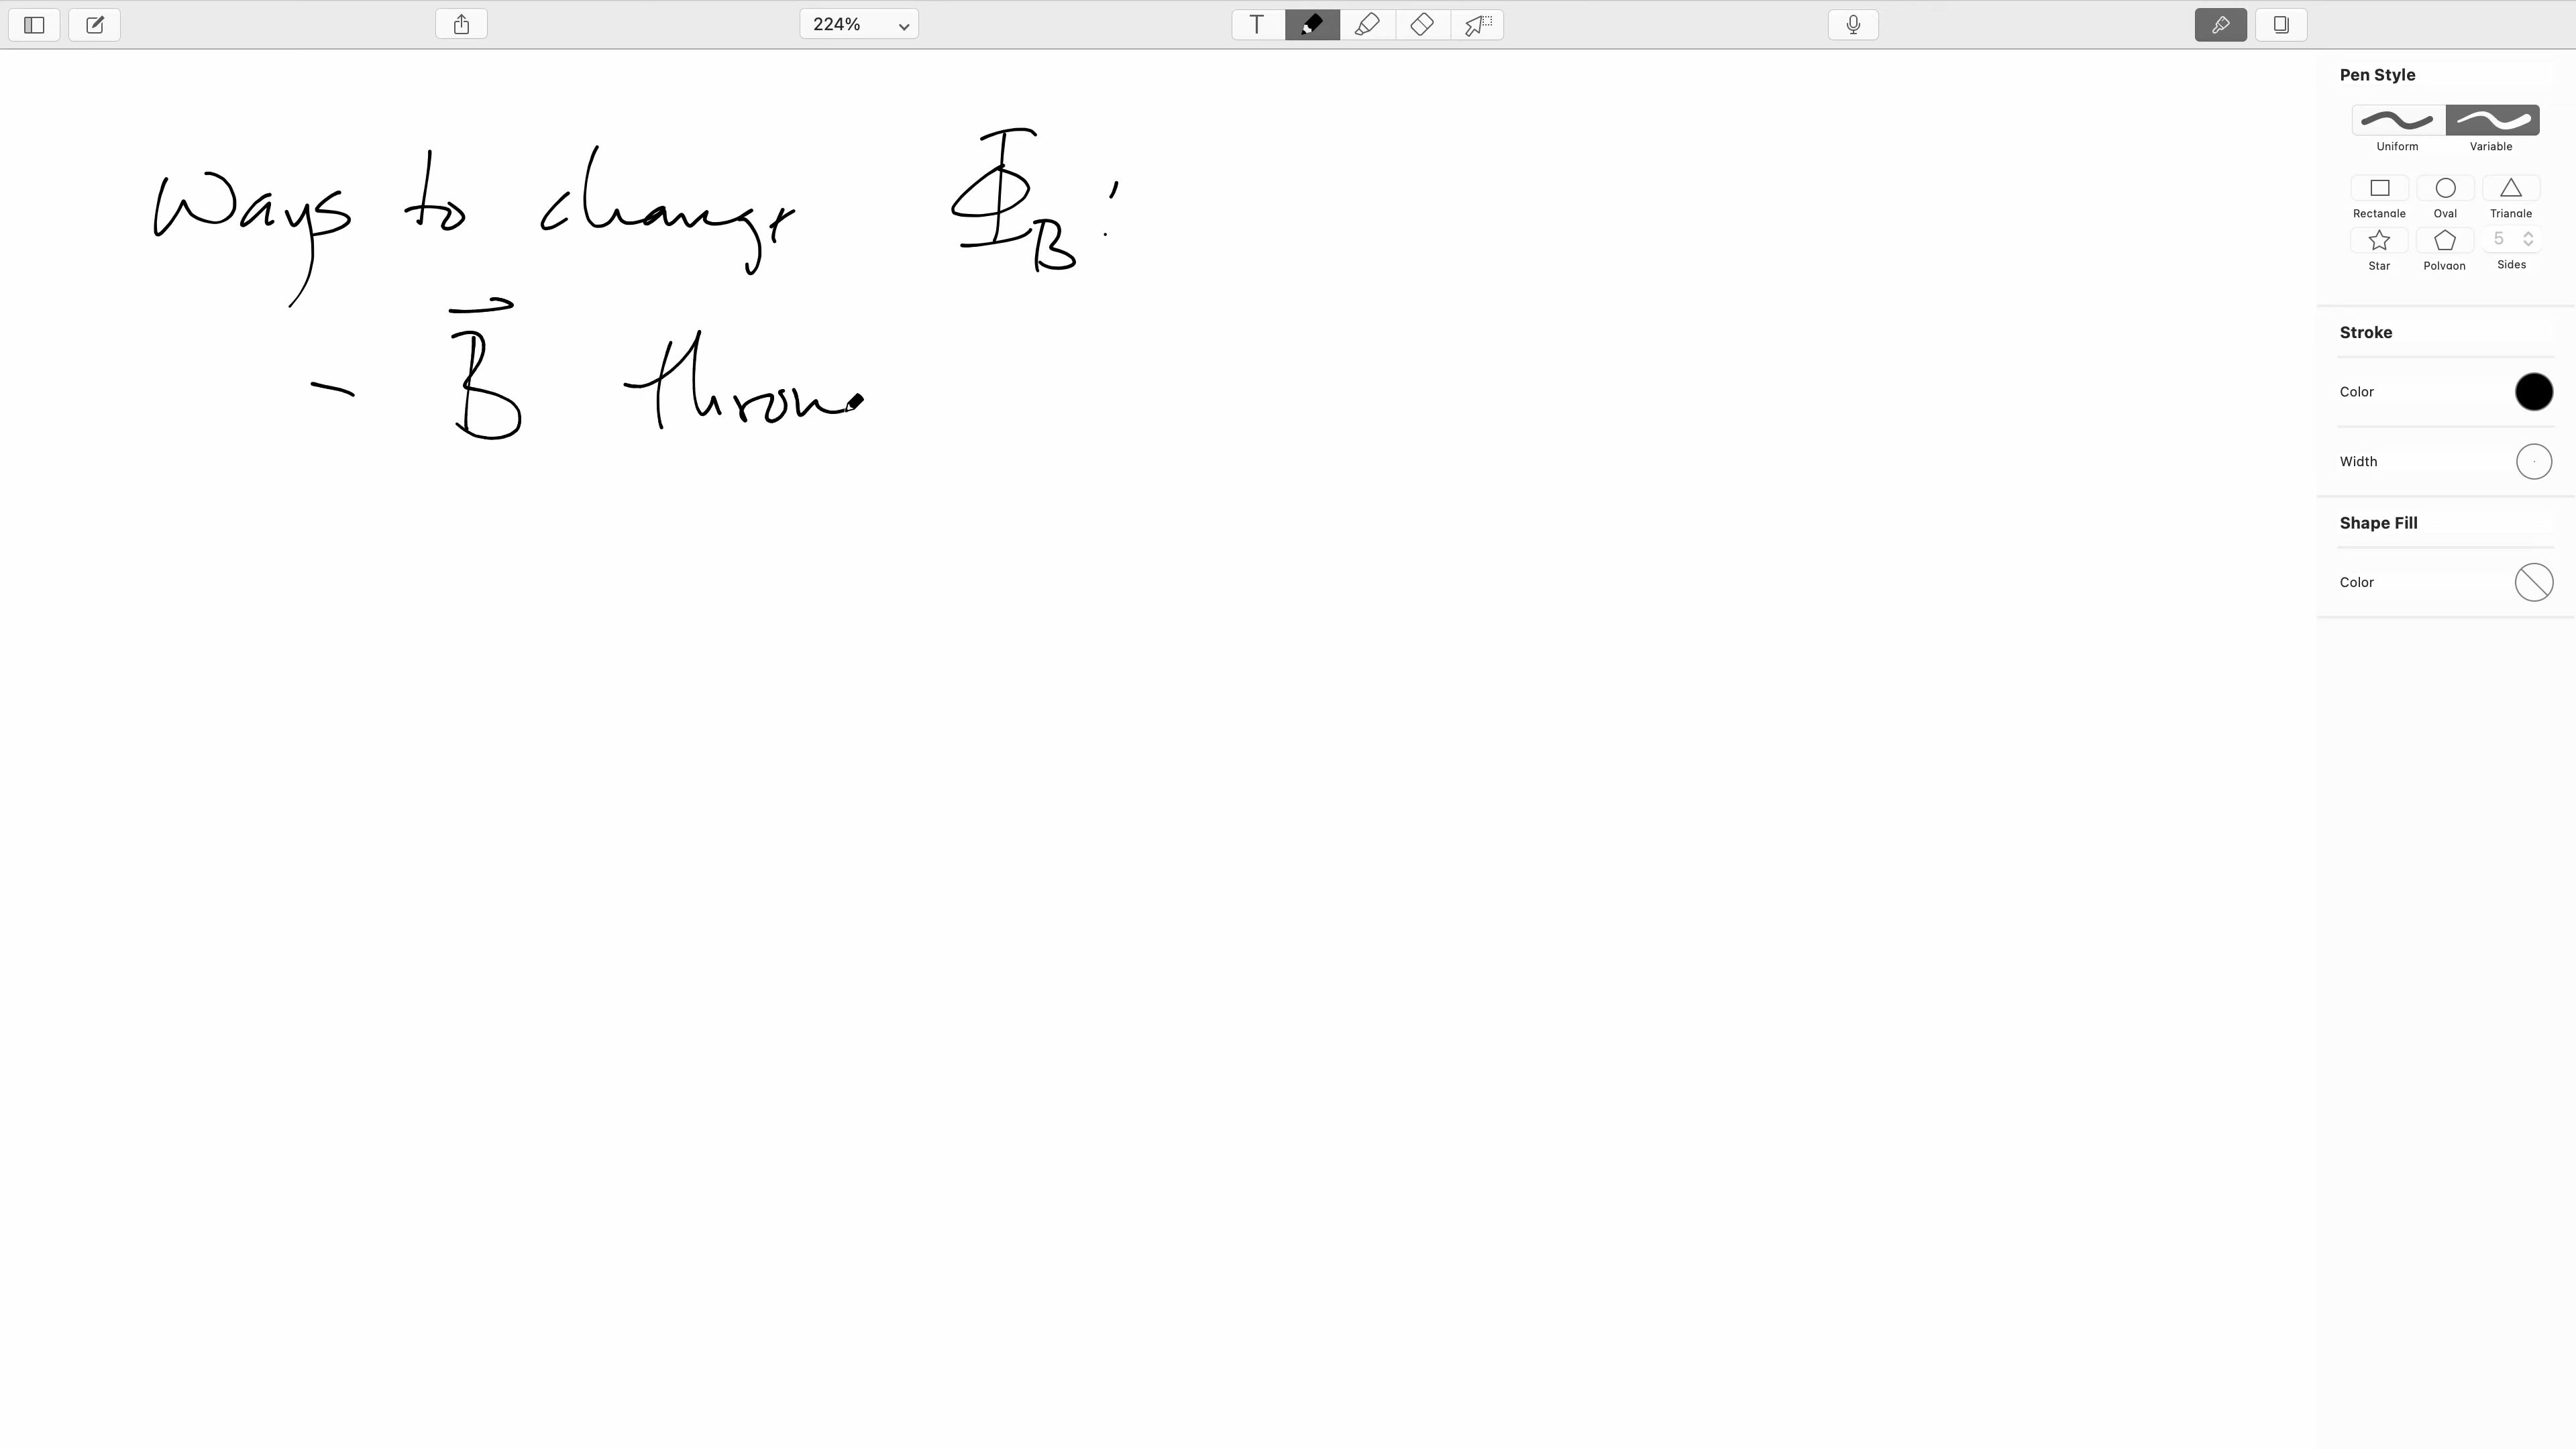 224%
T
Pen Style
Uniform Variable
Rectangle Oval Triangle
5
Star Polygon Sides
Stroke
Color
Width
Shape Fill
Color
Ways to change Φ_B:
- B⃗ throu